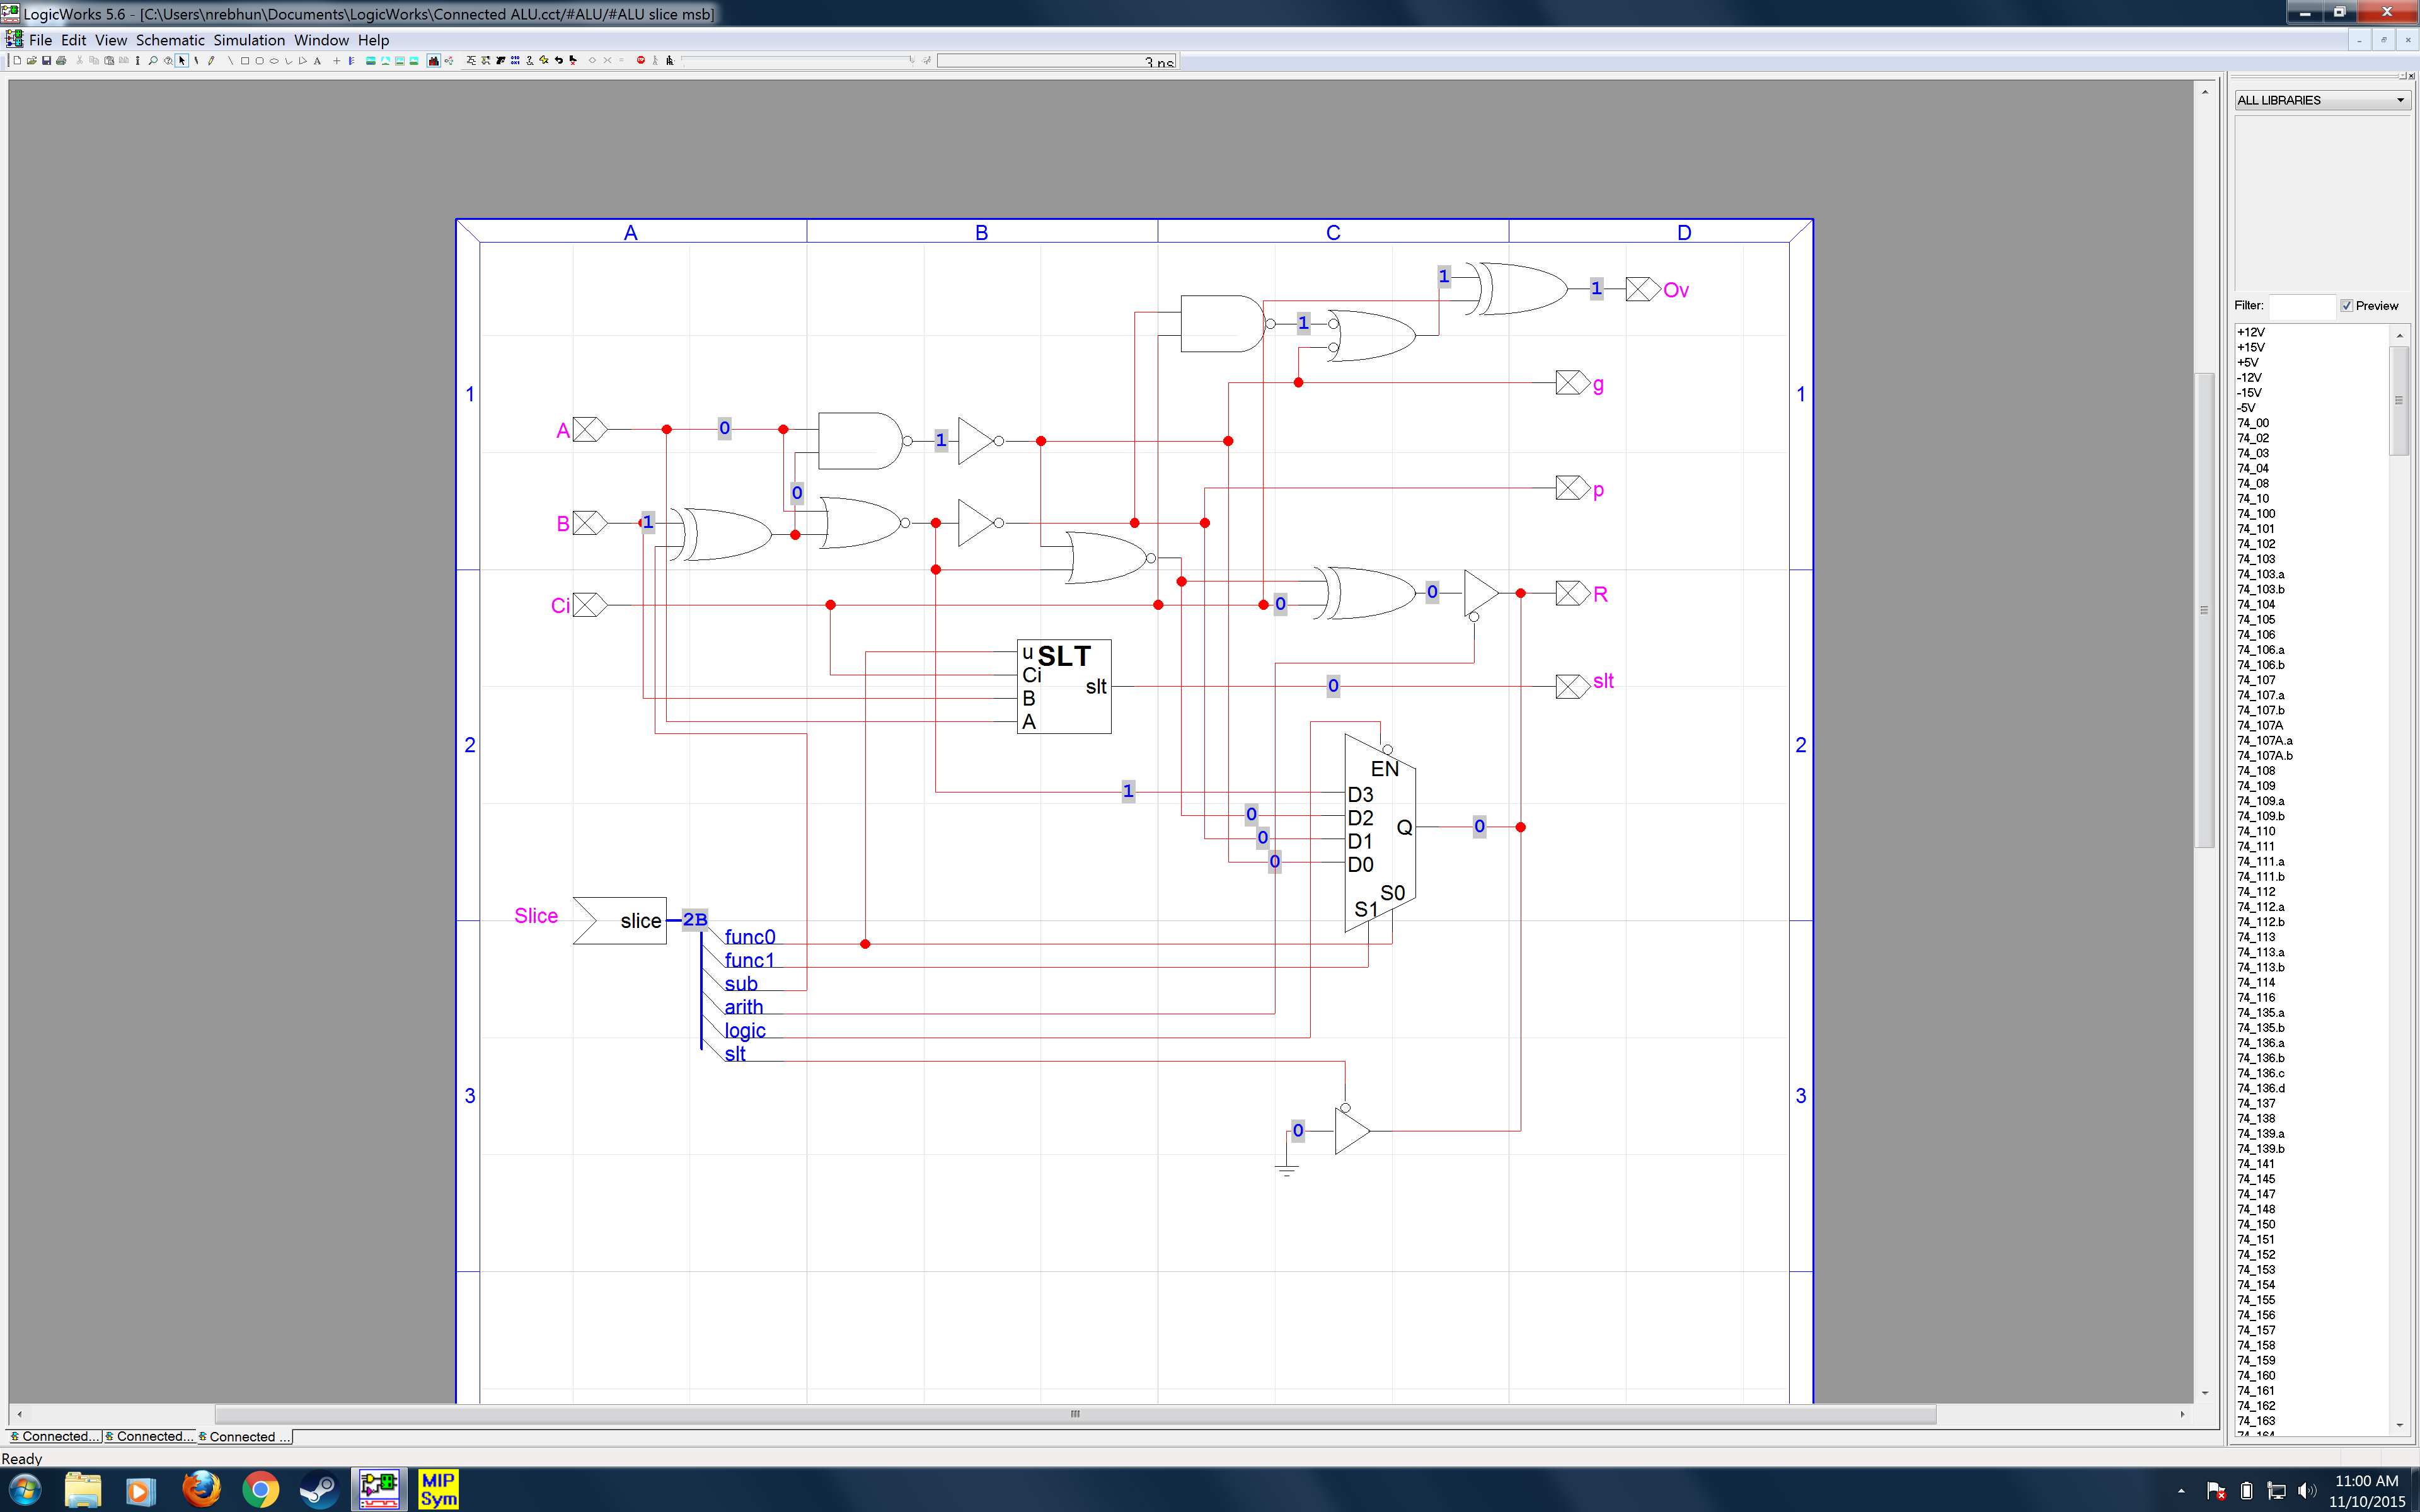 LogicWorks 5.6 - [C:\Users\nrebhun\Documents\LogicWorks\Connected ALU.cct/#ALU/#ALU slice msb]
File Edit View Schematic Simulation Window Help
3 ns
A B C D
1 1
2 2
3 3
1 1 Ov
1
g
A 0 1
0
p
B 1
Ci 0 0 R
u SLT
Ci
slt
B
A
0 slt
EN
1 D3
0 D2
0 D1
0 D0
Q 0
S0
S1
Slice slice 2B
func0
func1
sub
arith
logic
slt
0
ALL LIBRARIES
Filter: Preview
+12V
+15V
+5V
-12V
-15V
-5V
74_00
74_02
74_03
74_04
74_08
74_10
74_100
74_101
74_102
74_103
74_103.a
74_103.b
74_104
74_105
74_106
74_106.a
74_106.b
74_107
74_107.a
74_107.b
74_107A
74_107A.a
74_107A.b
74_108
74_109
74_109.a
74_109.b
74_110
74_111
74_111.a
74_111.b
74_112
74_112.a
74_112.b
74_113
74_113.a
74_113.b
74_114
74_116
74_135.a
74_135.b
74_136.a
74_136.b
74_136.c
74_136.d
74_137
74_138
74_139.a
74_139.b
74_141
74_145
74_147
74_148
74_150
74_151
74_152
74_153
74_154
74_155
74_156
74_157
74_158
74_159
74_160
74_161
74_162
74_163
74_164
Connected... Connected... Connected ...
Ready
MIP
Sym
11:00 AM
11/10/2015